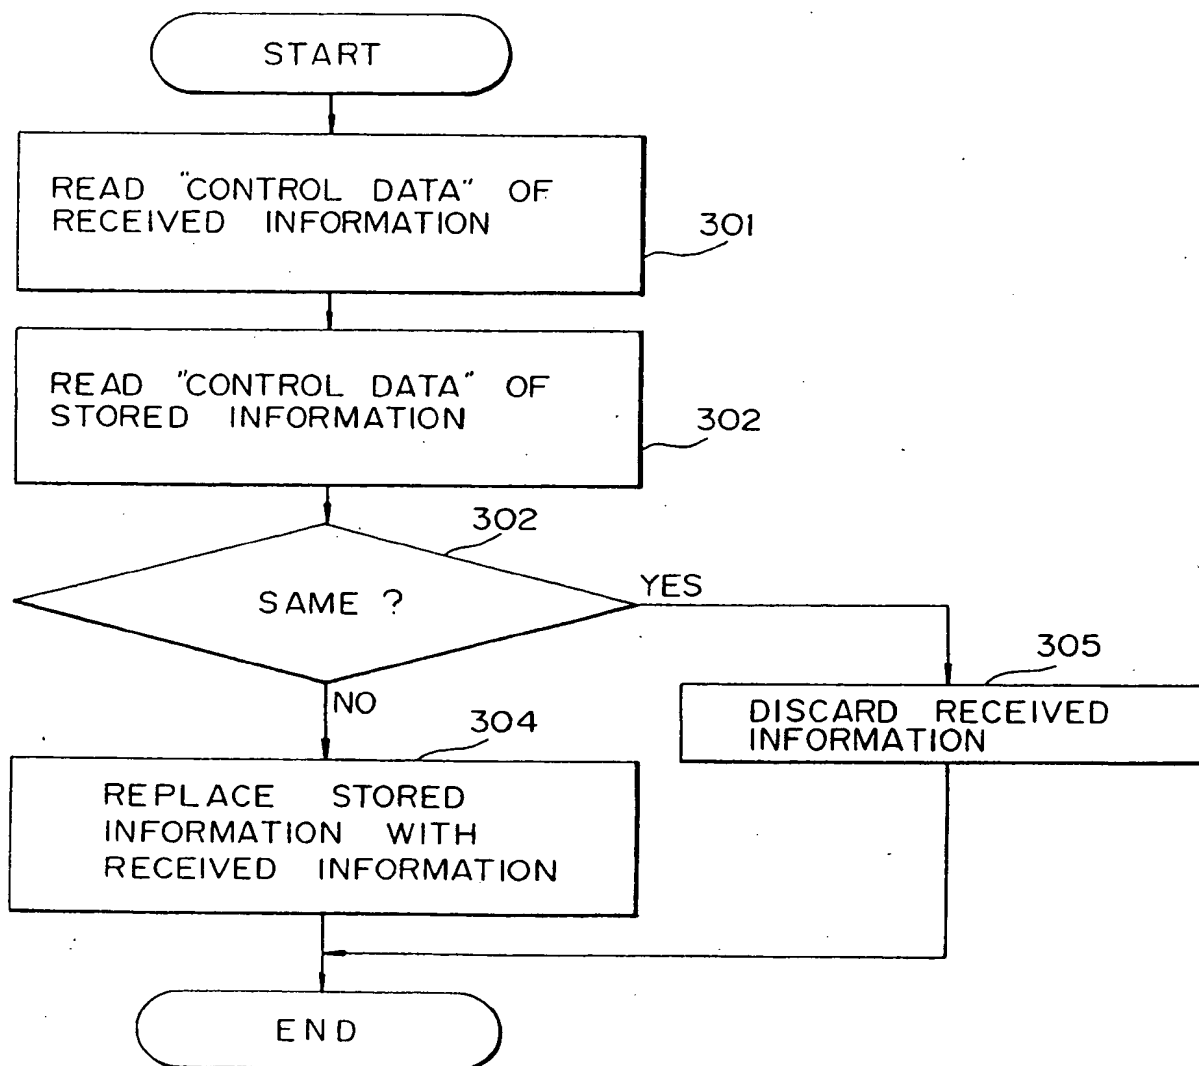 START
READ "CONTROL DATA" OF
RECEIVED INFORMATION
301
READ "CONTROL DATA" OF
STORED INFORMATION
302
302
SAME ?
YES
NO
305
DISCARD RECEIVED
INFORMATION
304
REPLACE STORED
INFORMATION WITH
RECEIVED INFORMATION
END